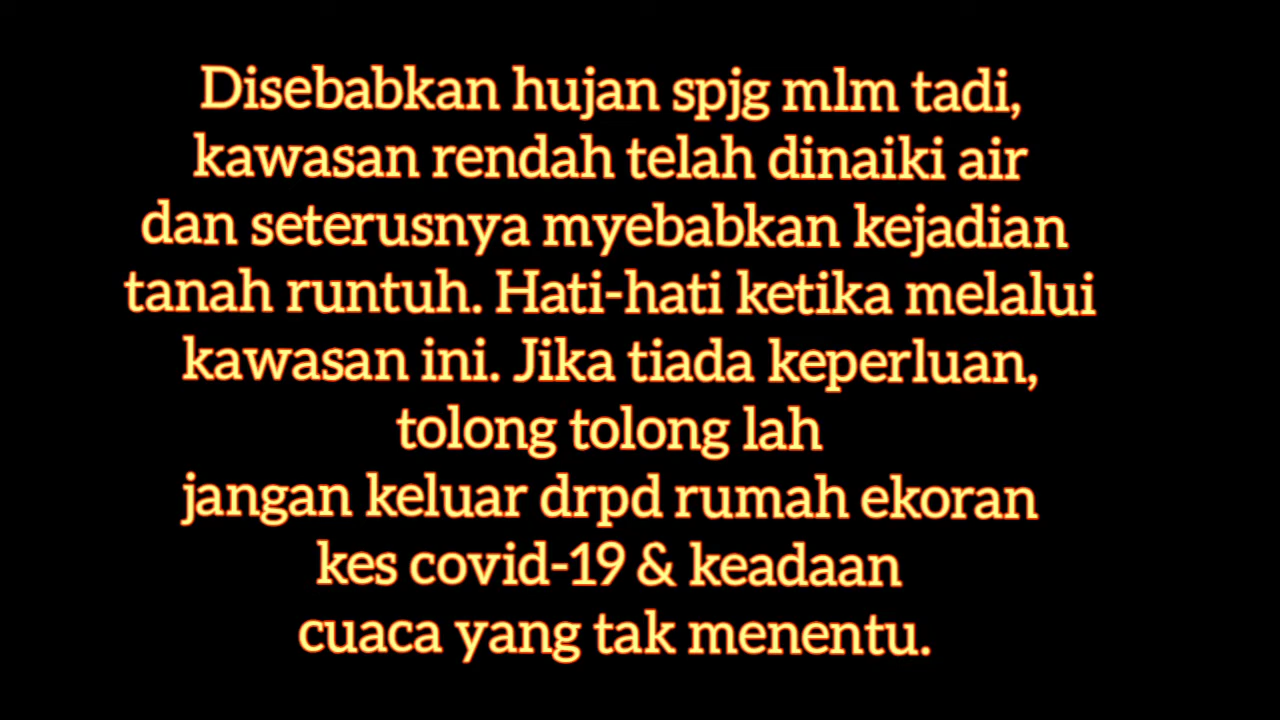 Disebabkan hujan spjg mlm tadi,
kawasan rendah telah dinaiki air
dan seterusnya myebabkan kejadian
tanah runtuh. Hati-hati ketika melalui
kawasan ini. Jika tiada keperluan,
tolong tolong lah
jangan keluar drpd rumah ekoran
kes covid-19 & keadaan
cuaca yang tak menentu.